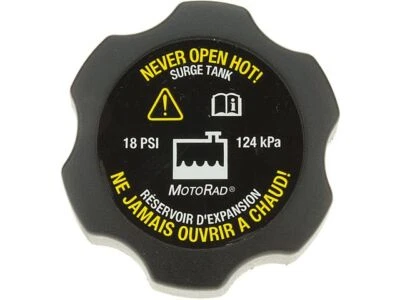 NEVER OPEN HOT!
SURGE TANK
18 PSI 124 kPa
MOTORAD®
RÉSERVOIR D'EXPANSION
NE JAMAIS OUVRIR A CHAUD!